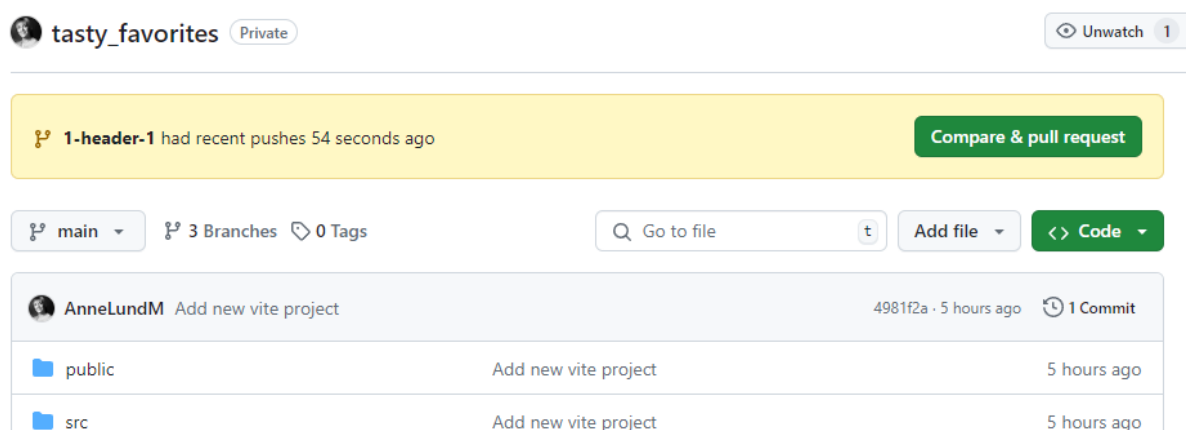 tasty_favorites Private Unwatch 1
1-header-1 had recent pushes 54 seconds ago Compare & pull request
main 3 Branches 0 Tags Go to file t Add file <> Code
AnneLundM Add new vite project 4981f2a · 5 hours ago 1 Commit
public Add new vite project 5 hours ago
src Add new vite project 5 hours ago